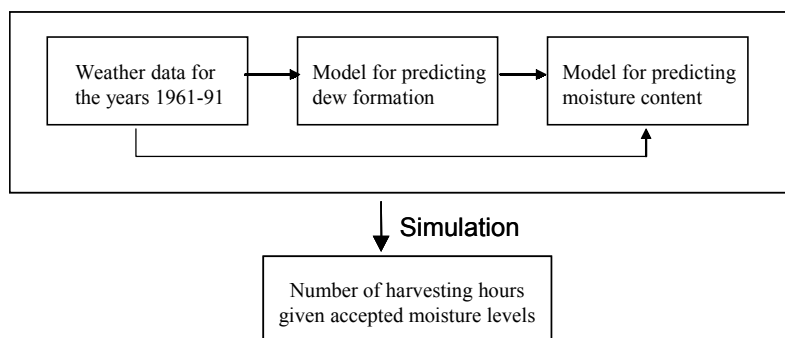 Weather data for
the years 1961-91
Model for predicting
dew formation
Model for predicting
moisture content
Simulation
Number of harvesting hours
given accepted moisture levels